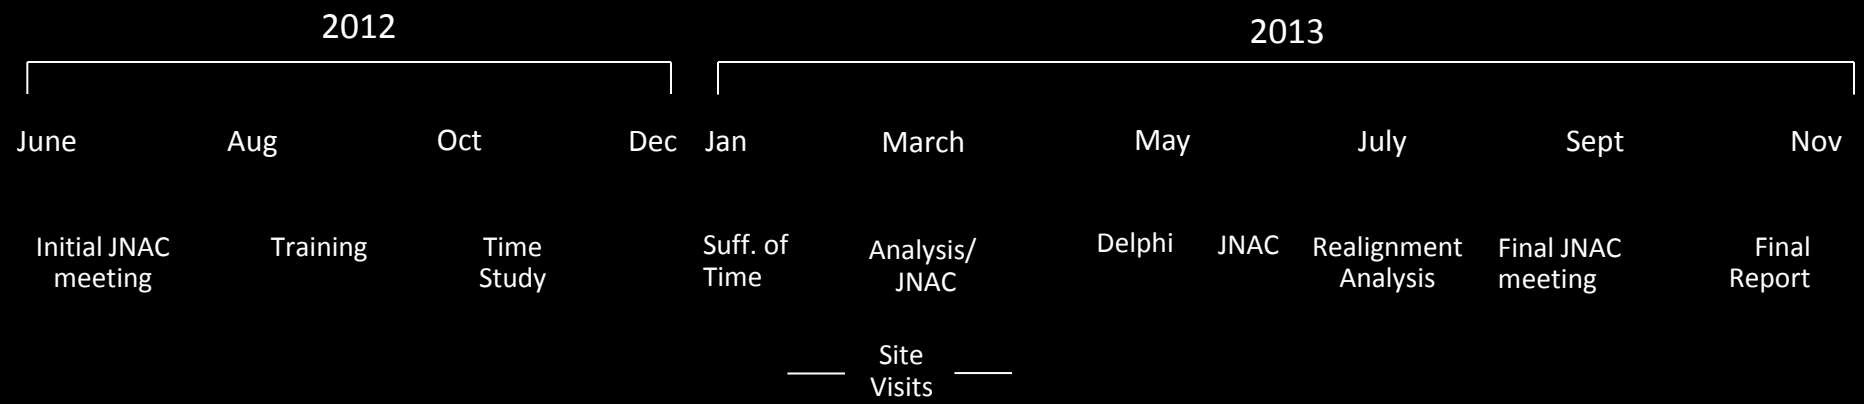 2012
2013
June Aug Oct Dec Jan March May July Sept Nov
Initial JNAC meeting
Training
Time Study
Suff. of Time
Analysis/ JNAC
Delphi
JNAC
Realignment Analysis
Final JNAC meeting
Final Report
Site Visits